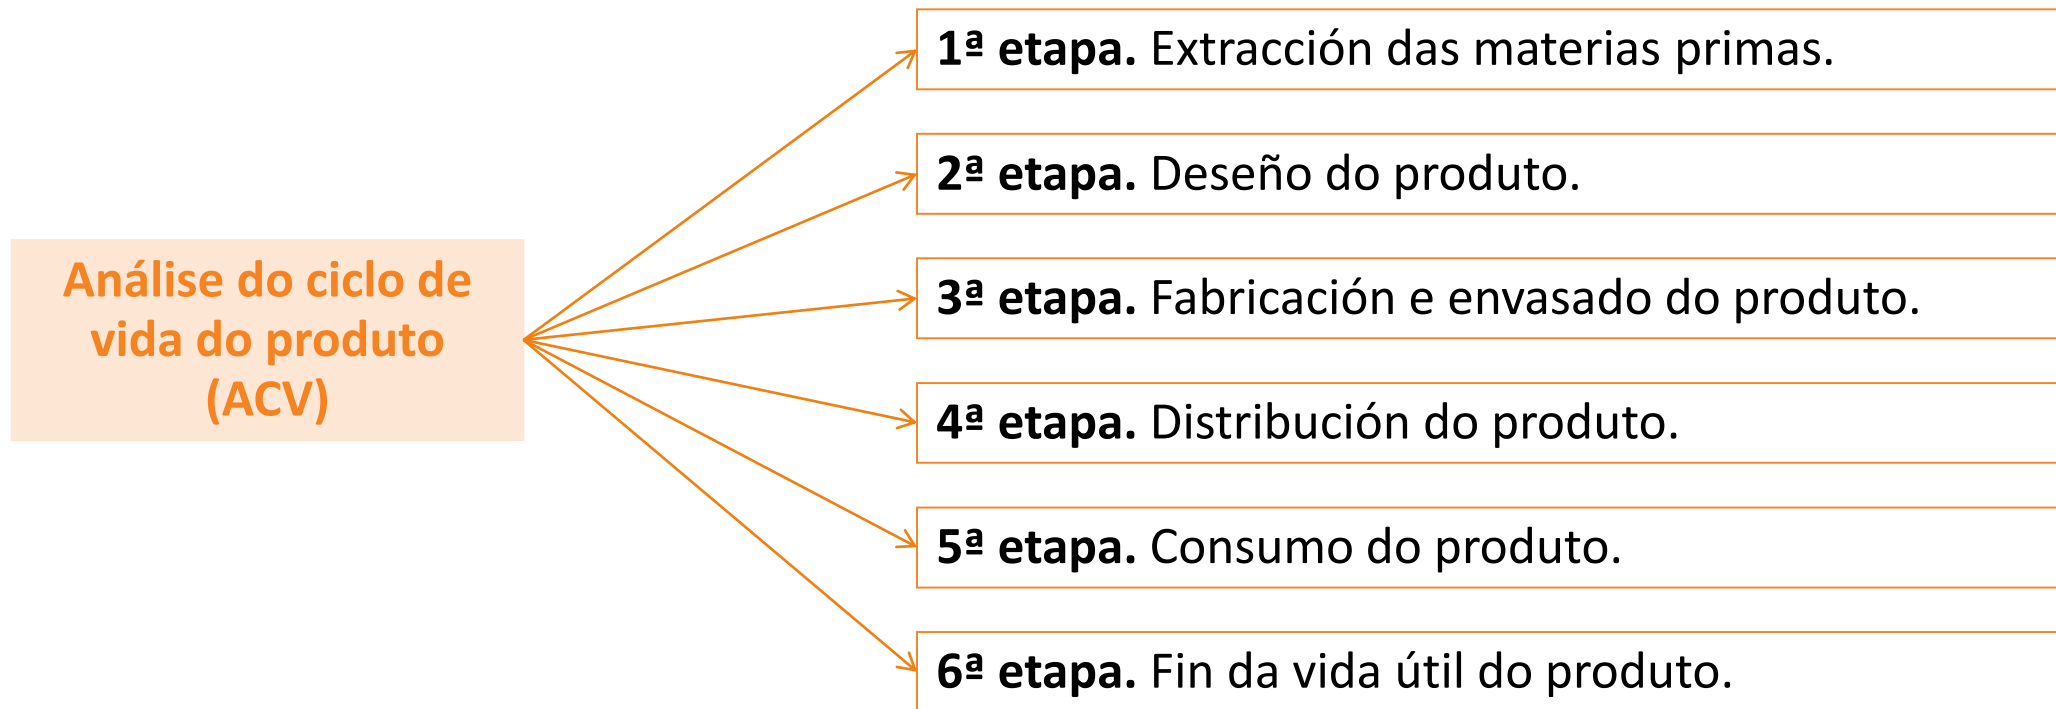 Análise do ciclo de
vida do produto
(ACV)
1ª etapa. Extracción das materias primas.
2ª etapa. Deseño do produto.
3ª etapa. Fabricación e envasado do produto.
4ª etapa. Distribución do produto.
5ª etapa. Consumo do produto.
6ª etapa. Fin da vida útil do produto.